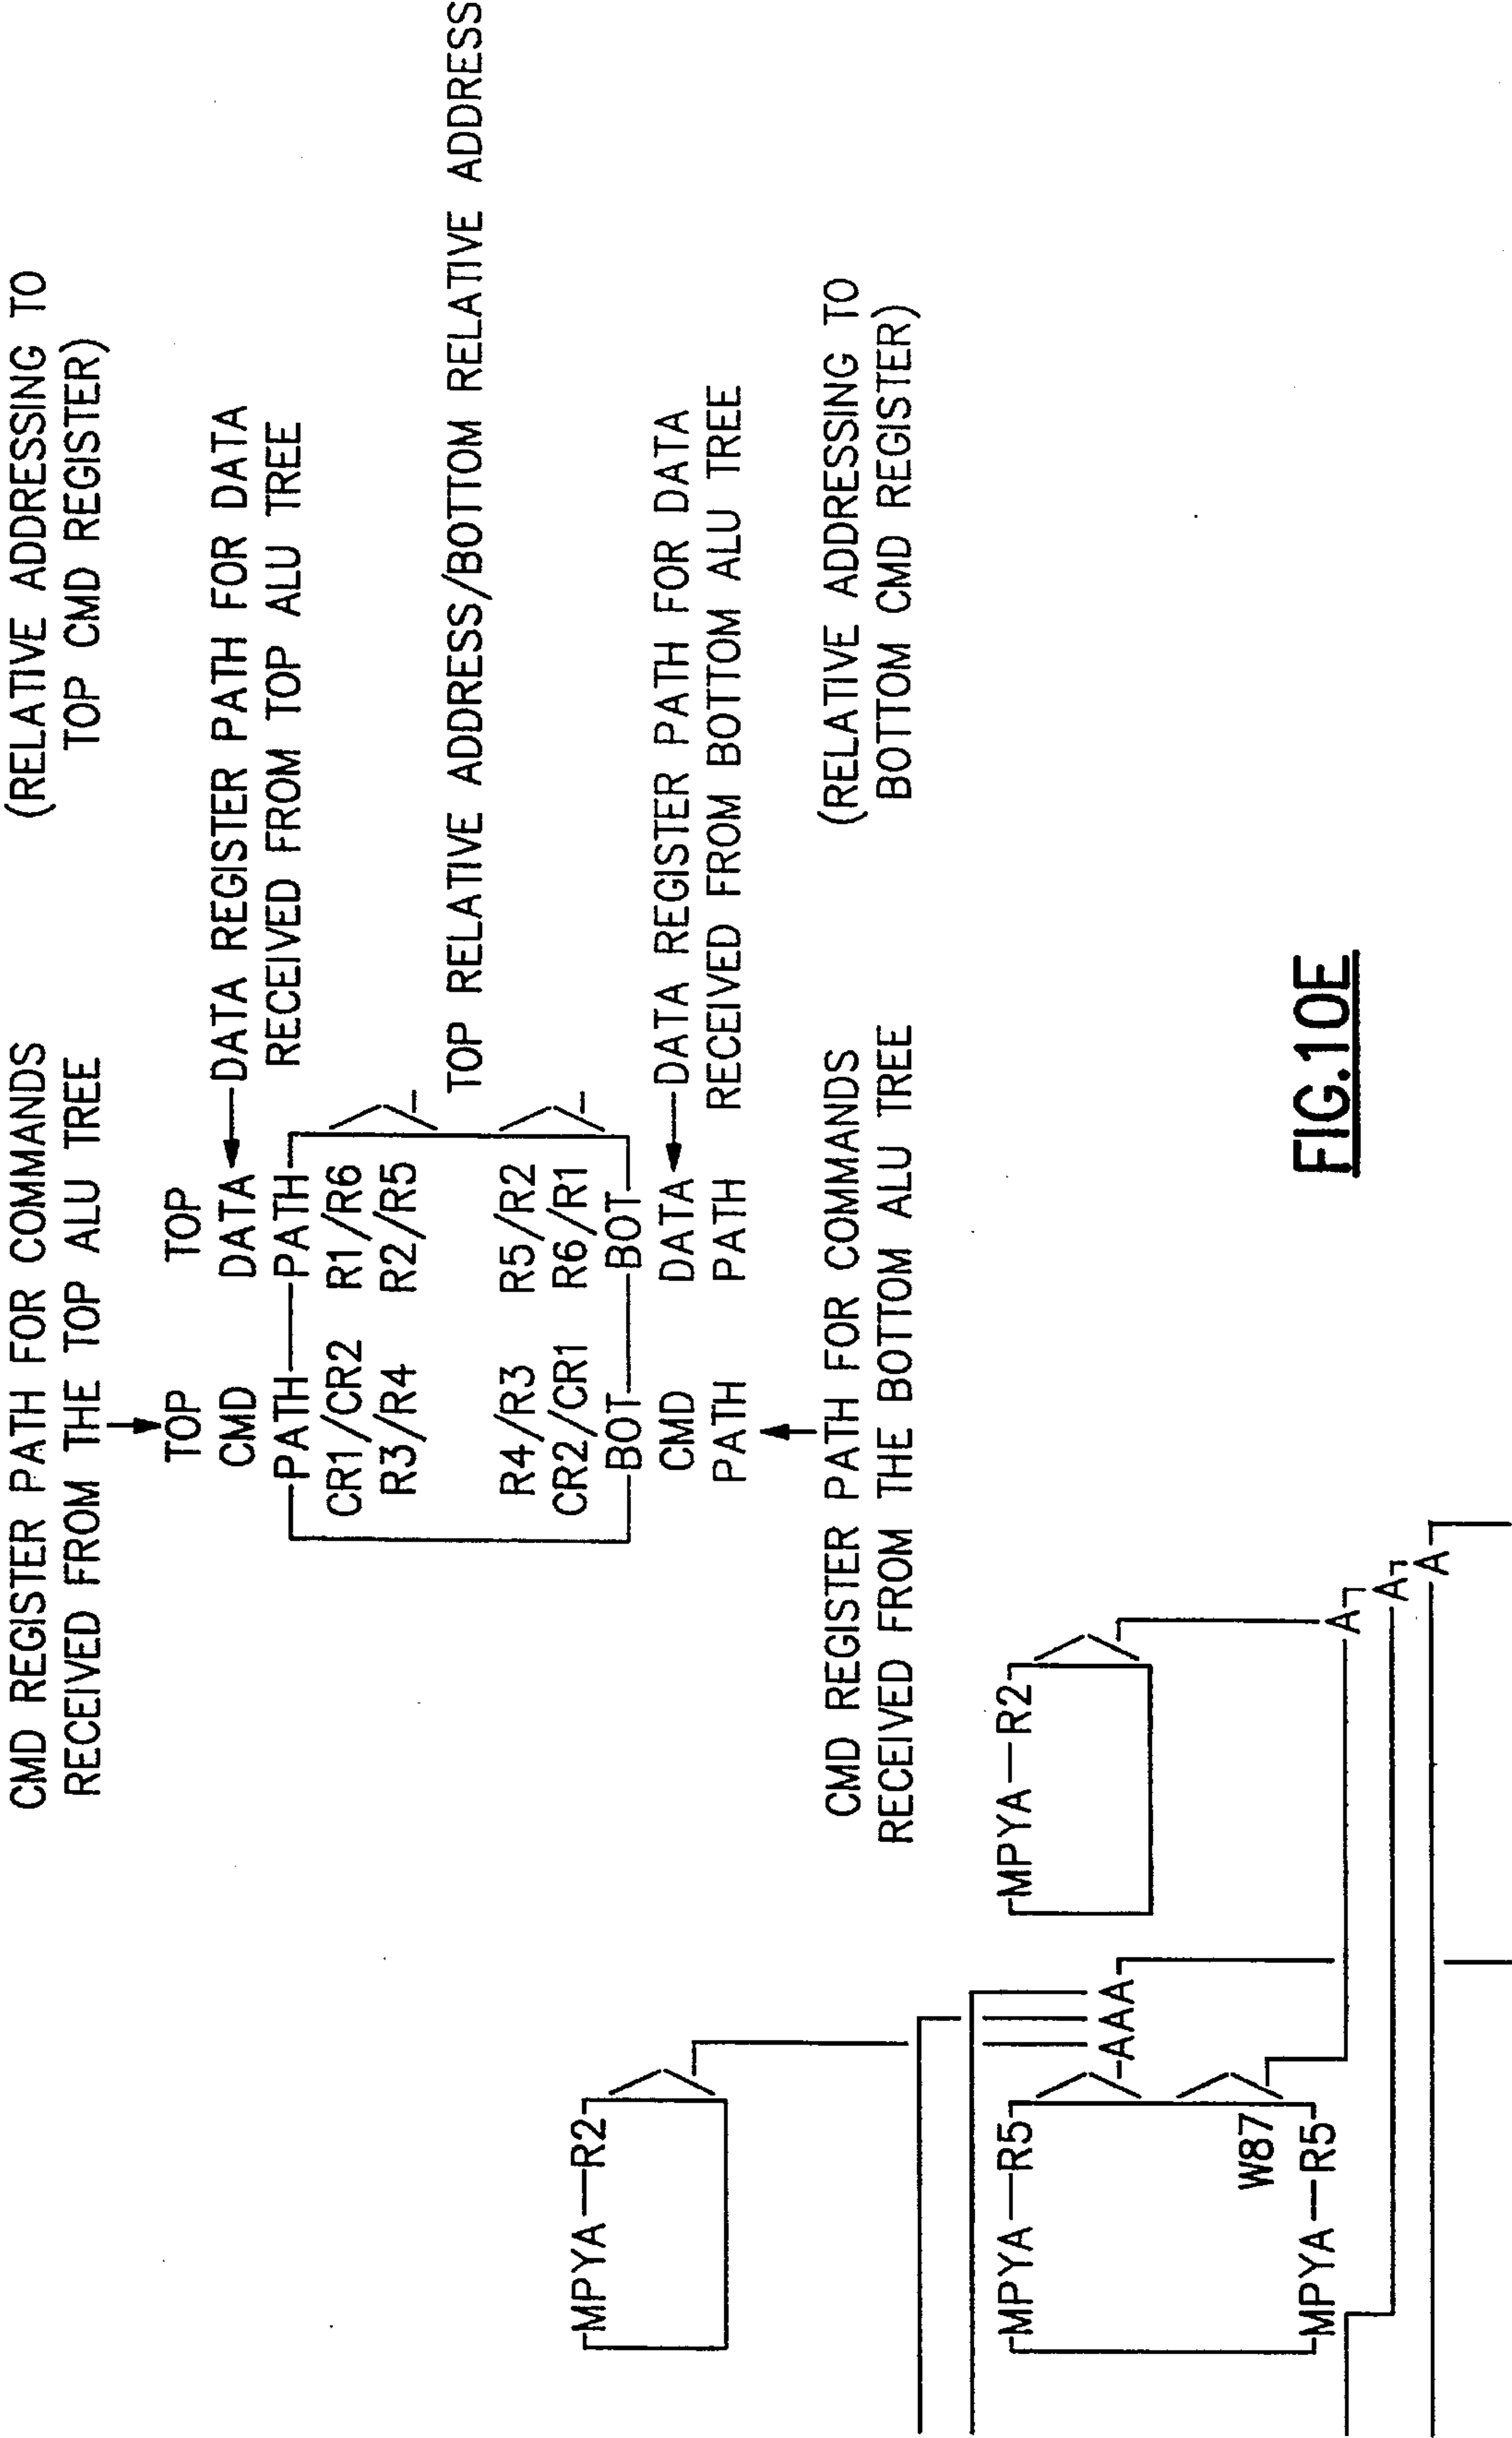 CMD REGISTER PATH FOR COMMANDS
RECEIVED FROM THE TOP ALU TREE
(RELATIVE ADDRESSING TO
TOP CMD REGISTER)
TOP TOP
CMD DATA
PATH PATH
DATA REGISTER PATH FOR DATA
RECEIVED FROM TOP ALU TREE
CR1/CR2 R1/R6
R3/R4 R2/R5
TOP RELATIVE ADDRESS/BOTTOM RELATIVE ADDRESS
R4/R3 R5/R2
CR2/CR1 R6/R1
BOT BOT
CMD DATA
PATH PATH
DATA REGISTER PATH FOR DATA
RECEIVED FROM BOTTOM ALU TREE
CMD REGISTER PATH FOR COMMANDS
RECEIVED FROM THE BOTTOM ALU TREE
(RELATIVE ADDRESSING TO
BOTTOM CMD REGISTER)
MPYA—R2
MPYA—R5
AAA
MPYA—R2
W87
MPYA—R5
A
A
A
FIG.10E